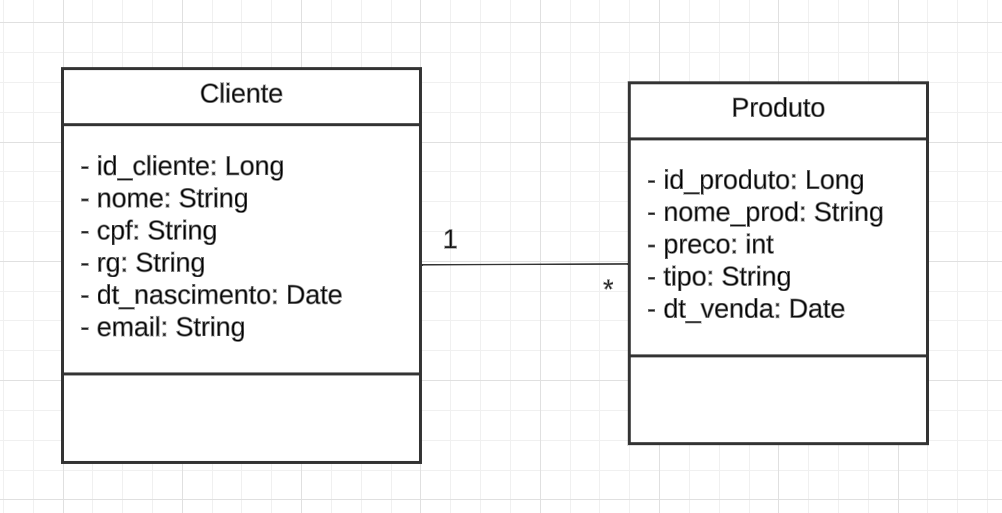 Cliente
- id_cliente: Long
- nome: String
- cpf: String
- rg: String
- dt_nascimento: Date
- email: String
1
*
Produto
- id_produto: Long
- nome_prod: String
- preco: int
- tipo: String
- dt_venda: Date